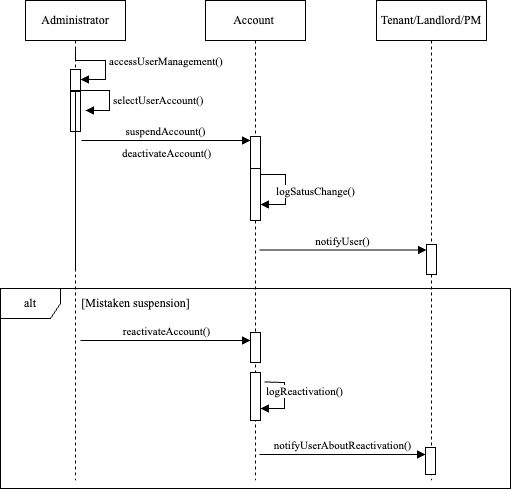 Administrator
Account
Tenant/Landlord/PM
accessUserManagement()
selectUserAccount()
suspendAccount()
deactivateAccount()
logSatusChange()
notifyUser()
alt
[Mistaken suspension]
reactivateAccount()
logReactivation()
notifyUserAboutReactivation()